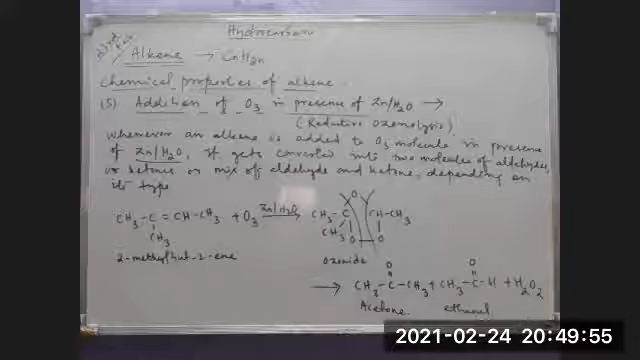 Hydrocarbon
Alkene → CnH2n
Chemical properties of alkene
(5) Addition of O3 in presence of Zn/H2O →
(Reductive Ozonolysis)
Whenever an alkene is added to O3 molecule in presence
of Zn/H2O, it gets converted into two molecules of aldehydes
or ketones or mix of aldehyde and ketone, depending on
its type
CH3-C=CH-CH3 + O3 Zn/H2O → CH3-C CH-CH3
CH3 CH3 O O O
2-methylbut-2-ene ozonide
→ CH3-C-CH3 + CH3-C-H + H2O2
O O
Acetone ethanal
2021-02-24 20:49:55